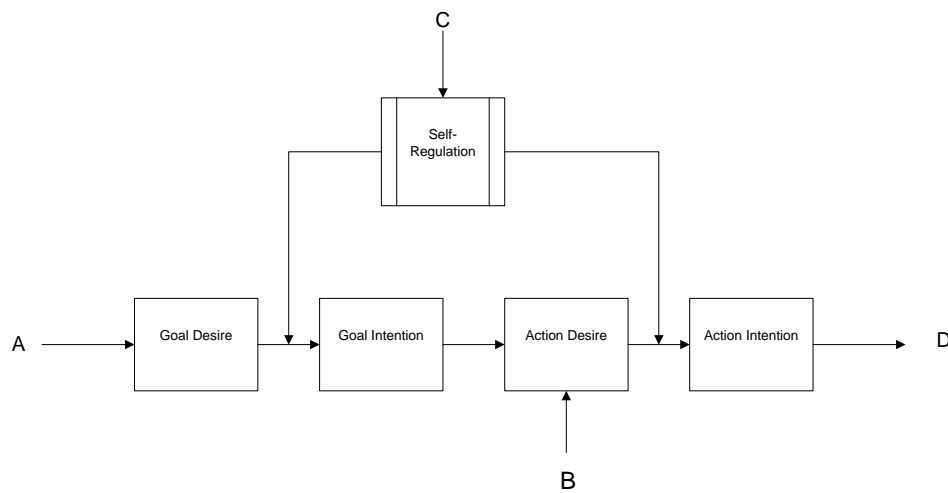 C
Self-
Regulation
A
Goal Desire
Goal Intention
Action Desire
Action Intention
D
B